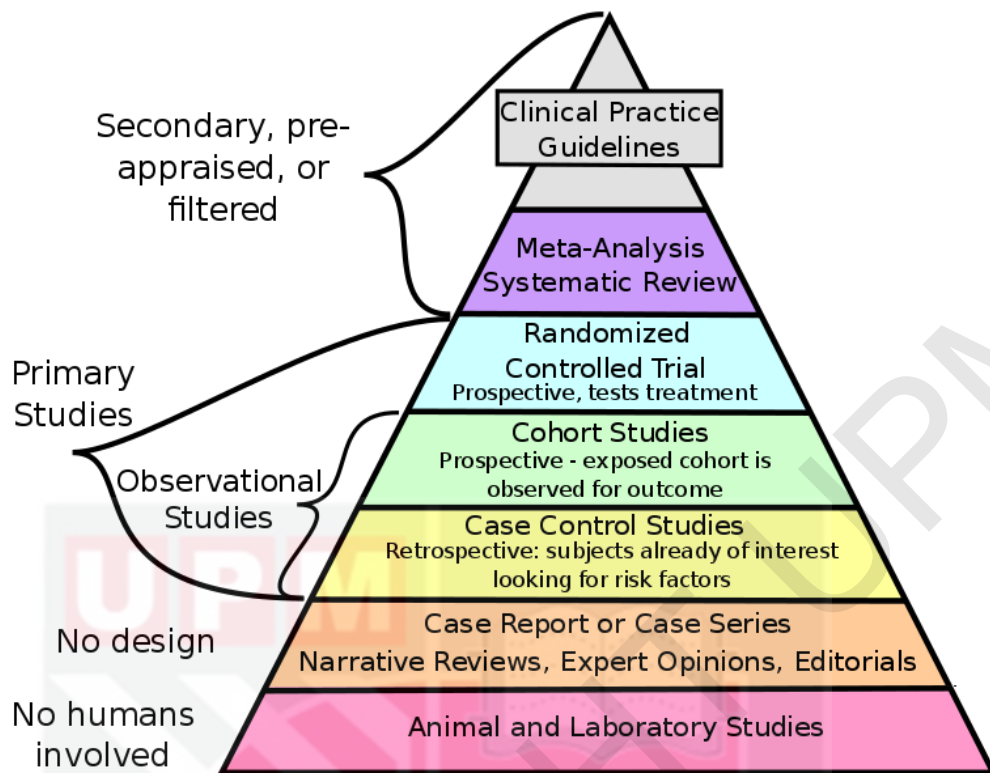 Clinical Practice
Guidelines
Secondary, pre-
appraised, or
filtered
Meta-Analysis
Systematic Review
Randomized
Controlled Trial
Prospective, tests treatment
Primary
Studies
Cohort Studies
Prospective - exposed cohort is
observed for outcome
Observational
Studies
Case Control Studies
Retrospective: subjects already of interest
looking for risk factors
No design
Case Report or Case Series
Narrative Reviews, Expert Opinions, Editorials
No humans
involved
Animal and Laboratory Studies
UPM
UPM